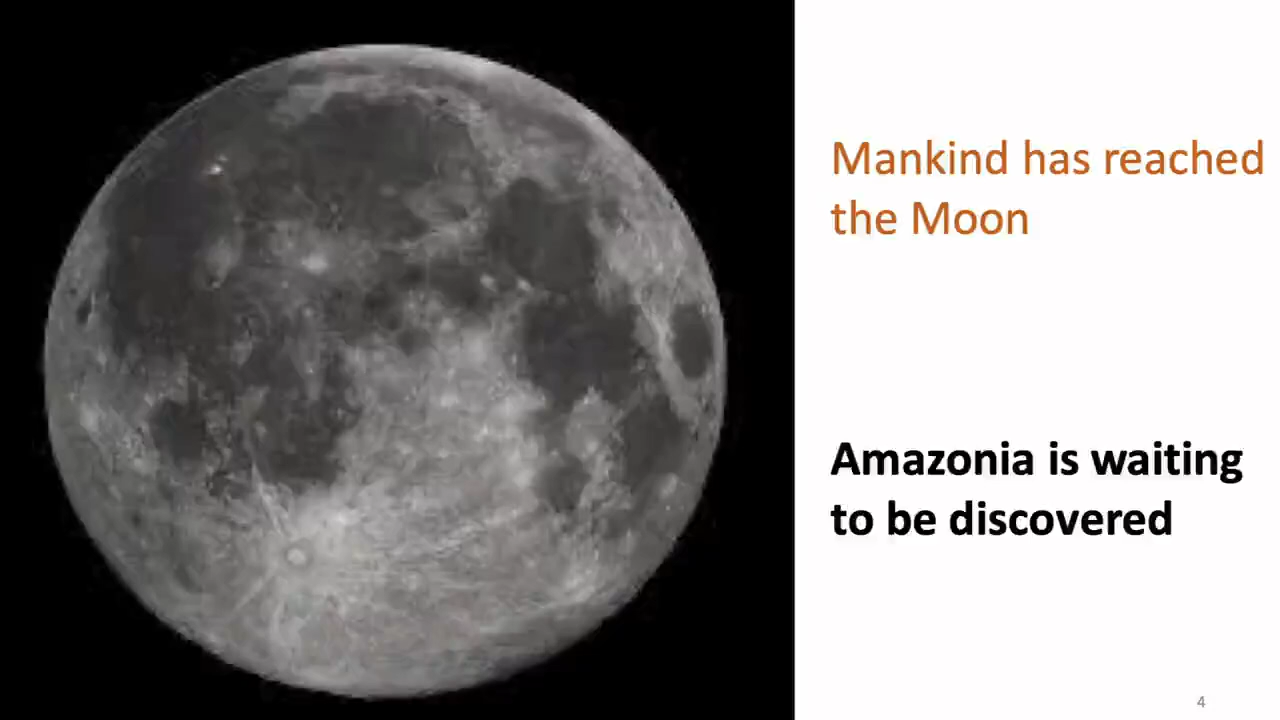 Mankind has reached
the Moon
Amazonia is waiting
to be discovered
4